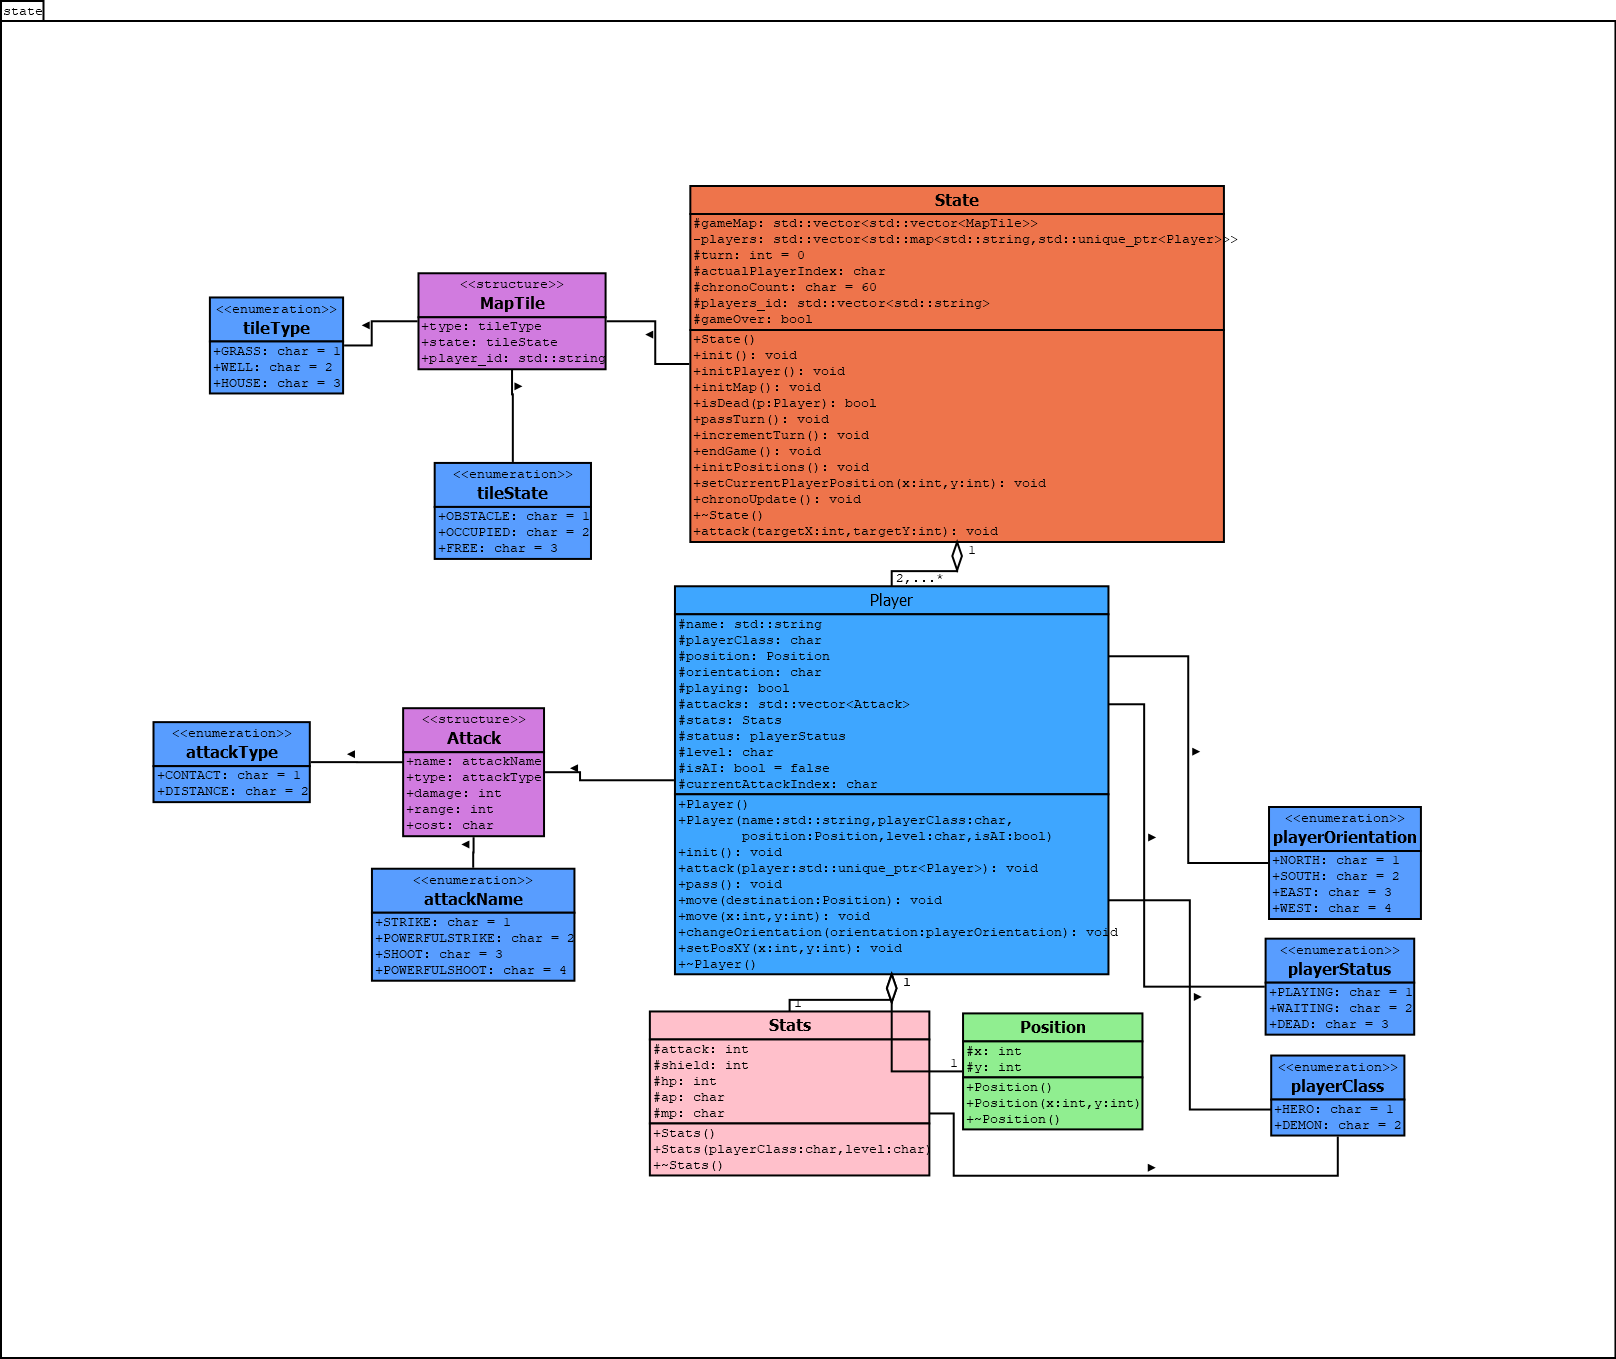 state
State
#gameMap: std::vector<std::vector<MapTile>>
-players: std::vector<std::map<std::string,std::unique_ptr<Player>>>
#turn: int = 0
#actualPlayerIndex: char
#chronoCount: char = 60
#players_id: std::vector<std::string>
#gameOver: bool
+State()
+init(): void
+initPlayer(): void
+initMap(): void
+isDead(p:Player): bool
+passTurn(): void
+incrementTurn(): void
+endGame(): void
+initPositions(): void
+setCurrentPlayerPosition(x:int,y:int): void
+chronoUpdate(): void
+~State()
+attack(targetX:int,targetY:int): void
<<structure>>
MapTile
+type: tileType
+state: tileState
+player_id: std::string
<<enumeration>>
tileType
+GRASS: char = 1
+WELL: char = 2
+HOUSE: char = 3
<<enumeration>>
tileState
+OBSTACLE: char = 1
+OCCUPIED: char = 2
+FREE: char = 3
1
2,...*
Player
#name: std::string
#playerClass: char
#position: Position
#orientation: char
#playing: bool
#attacks: std::vector<Attack>
#stats: Stats
#status: playerStatus
#level: char
#isAI: bool = false
#currentAttackIndex: char
+Player()
+Player(name:std::string,playerClass:char,
position:Position,level:char,isAI:bool)
+init(): void
+attack(player:std::unique_ptr<Player>): void
+pass(): void
+move(destination:Position): void
+move(x:int,y:int): void
+changeOrientation(orientation:playerOrientation): void
+setPosXY(x:int,y:int): void
+~Player()
<<structure>>
Attack
+name: attackName
+type: attackType
+damage: int
+range: int
+cost: char
<<enumeration>>
attackType
+CONTACT: char = 1
+DISTANCE: char = 2
<<enumeration>>
attackName
+STRIKE: char = 1
+POWERFULSTRIKE: char = 2
+SHOOT: char = 3
+POWERFULSHOOT: char = 4
<<enumeration>>
playerOrientation
+NORTH: char = 1
+SOUTH: char = 2
+EAST: char = 3
+WEST: char = 4
<<enumeration>>
playerStatus
+PLAYING: char = 1
+WAITING: char = 2
+DEAD: char = 3
<<enumeration>>
playerClass
+HERO: char = 1
+DEMON: char = 2
1
1
Stats
#attack: int
#shield: int
#hp: int
#ap: char
#mp: char
+Stats()
+Stats(playerClass:char,level:char)
+~Stats()
1
Position
#x: int
#y: int
+Position()
+Position(x:int,y:int)
+~Position()